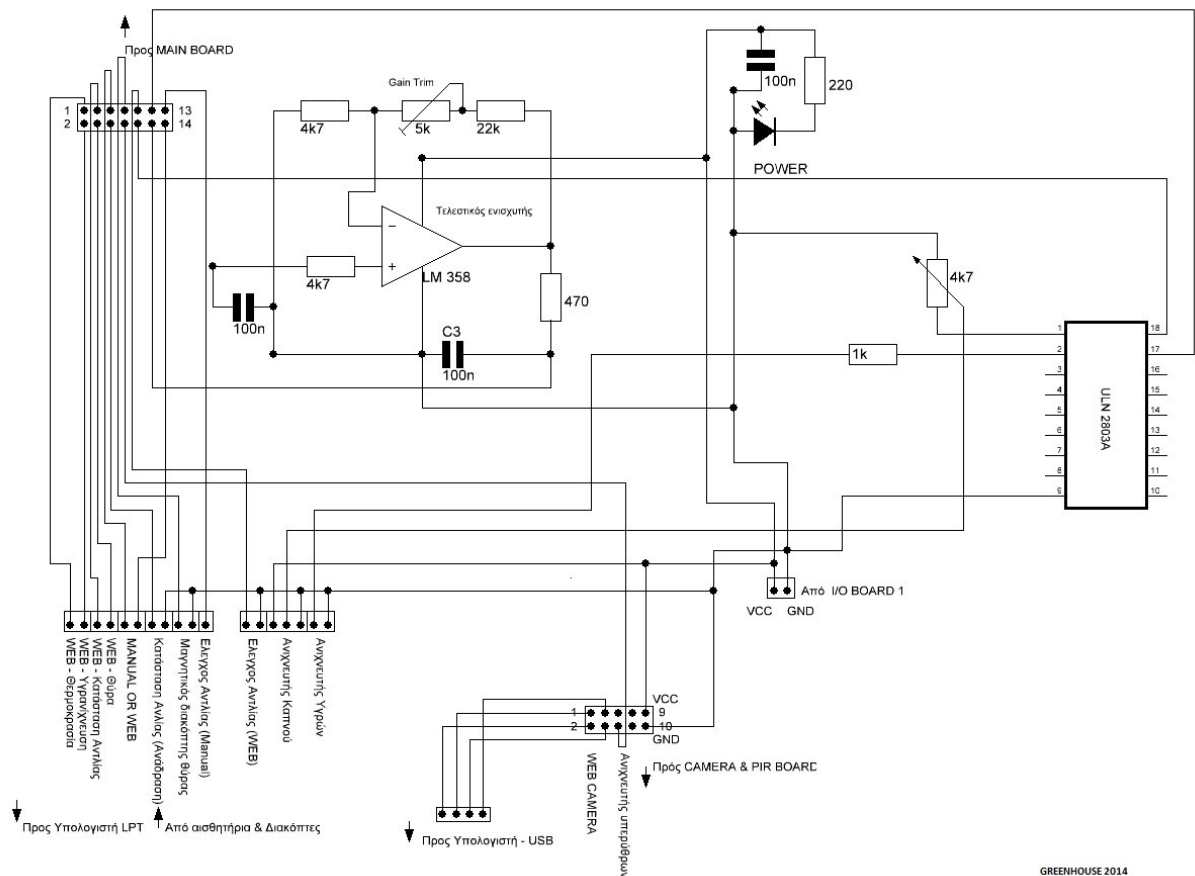 Προς MAIN BOARD
1
13
2
14
Gain Trim
4k7
5k
22k
100n
220
POWER
Τελεστικός ενισχυτής
LM 358
4k7
100n
470
C3
100n
4k7
1k
ULN 2803A
1
2
3
4
5
6
7
8
9
18
17
16
15
14
13
12
11
10
Από I/O BOARD 1
VCC GND
WEB - Θερμοκρασία
WEB - Υγρανίχνευση
WEB - Κατάσταση Αντλίας
WEB - Θύρα
MANUAL OR WEB
Κατάσταση Ανλίας (Ανάδραση)
Μαγνητικός διακόπτης θύρας
Ελεγχος Αντλίας (Manual)
Ελεγχος Αντλίας (WEB)
Ανιχνευτής Καπνού
Ανιχνευτής Υγρών
VCC
1
9
2
10
GND
WEB CAMERA
Ανιχνευτής υπερύθρων
Πρός CAMERA & PIR BOARD
Προς Υπολογιστή LPT
Από αισθητήρια & Διακόπτες
Προς Υπολογιστή - USB
GREENHOUSE 2014